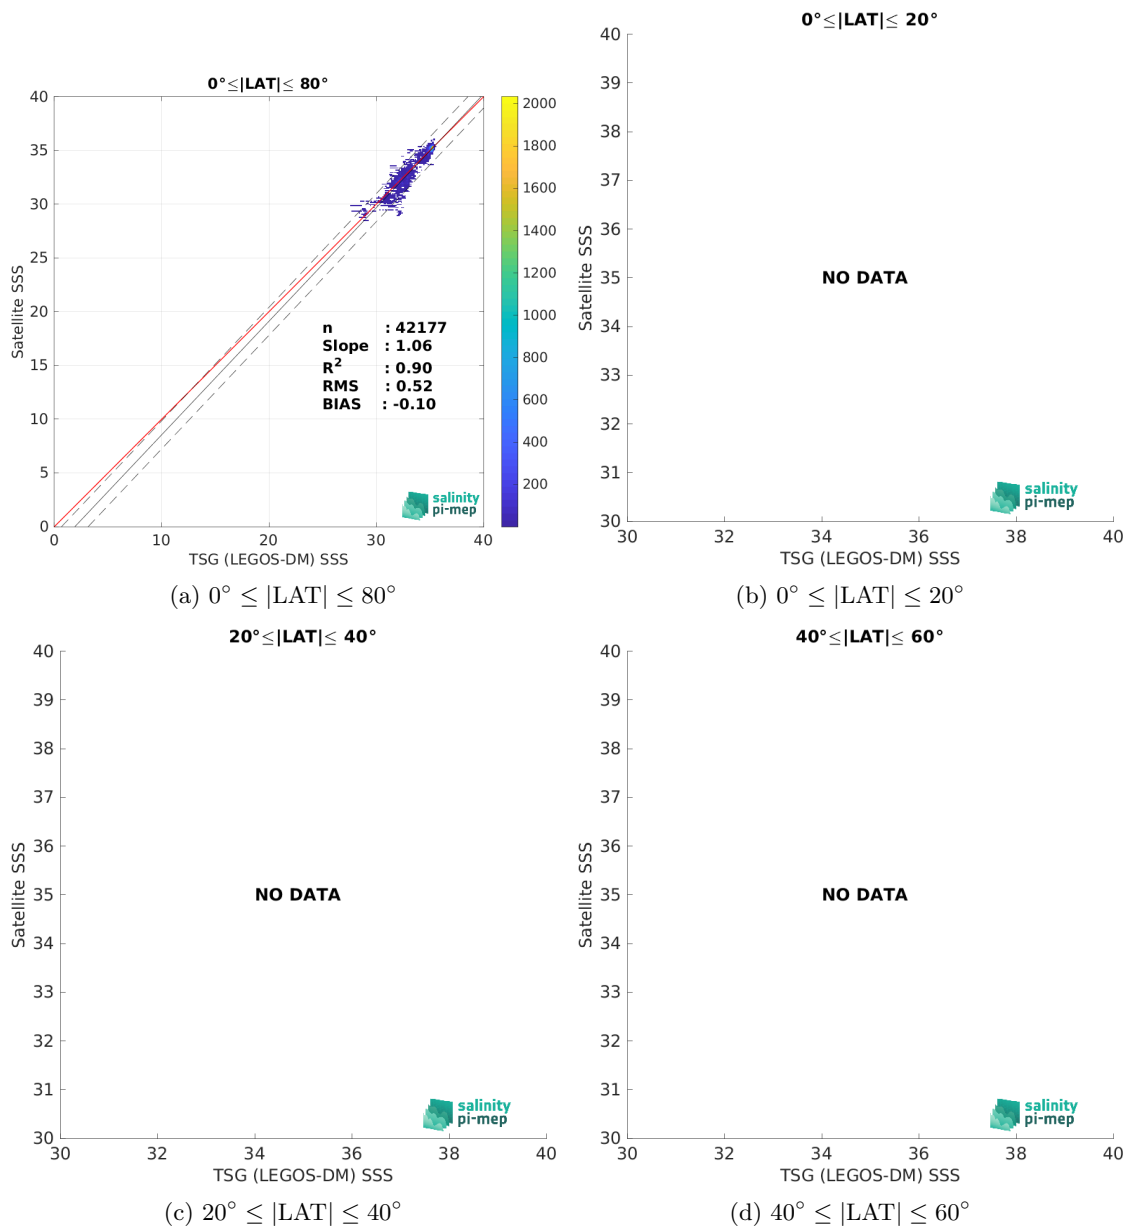 0°≤|LAT|≤ 80°
40
35
30
25
20
15
10
5
0
0
10
20
30
40
Satellite SSS
TSG (LEGOS-DM) SSS
n : 42177
Slope : 1.06
R² : 0.90
RMS : 0.52
BIAS : -0.10
salinity
pi-mep
2000
1800
1600
1400
1200
1000
800
600
400
200
(a) 0° ≤ |LAT| ≤ 80°
0°≤|LAT|≤ 20°
40
39
38
37
36
35
34
33
32
31
30
30
32
34
36
38
40
Satellite SSS
TSG (LEGOS-DM) SSS
NO DATA
salinity
pi-mep
(b) 0° ≤ |LAT| ≤ 20°
20°≤|LAT|≤ 40°
40
39
38
37
36
35
34
33
32
31
30
30
32
34
36
38
40
Satellite SSS
TSG (LEGOS-DM) SSS
NO DATA
salinity
pi-mep
(c) 20° ≤ |LAT| ≤ 40°
40°≤|LAT|≤ 60°
40
39
38
37
36
35
34
33
32
31
30
30
32
34
36
38
40
Satellite SSS
TSG (LEGOS-DM) SSS
NO DATA
salinity
pi-mep
(d) 40° ≤ |LAT| ≤ 60°